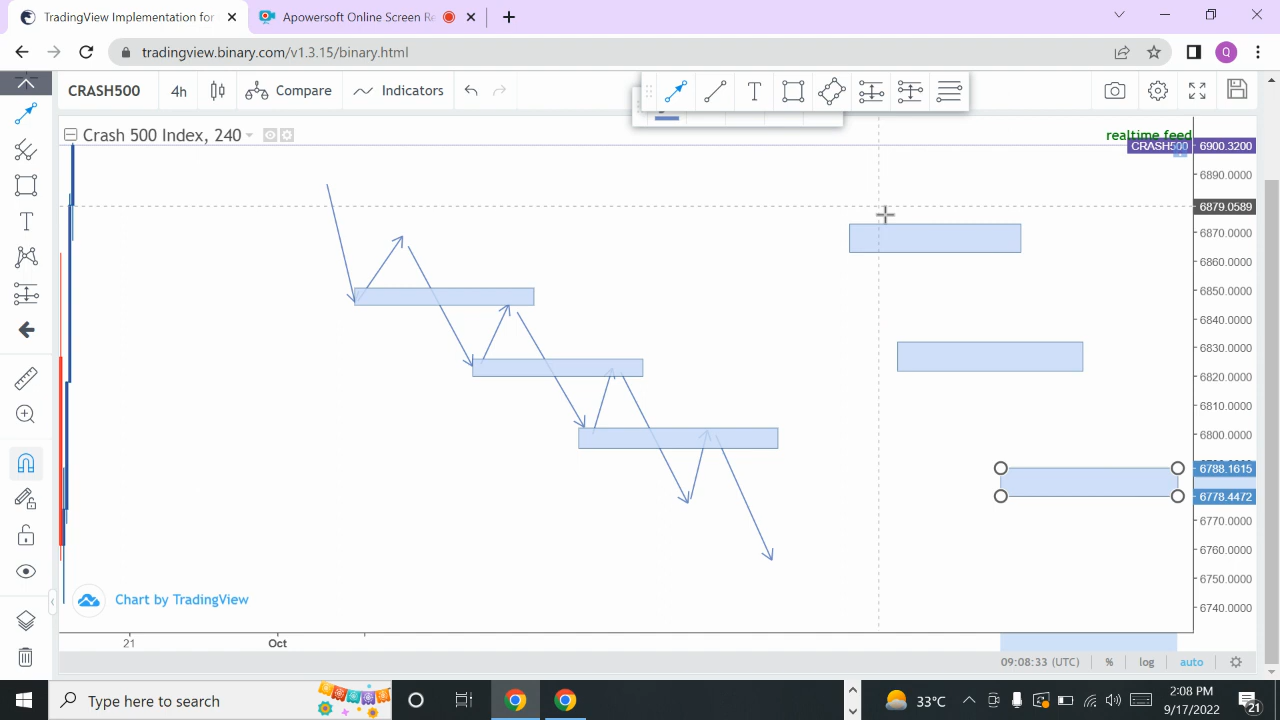 TradingView Implementation for
Apowersoft Online Screen Re
tradingview.binary.com/v1.3.15/binary.html
Q
CRASH500
4h
Compare
Indicators
T
Crash 500 Index, 240
realtime feed
CRASH500
6900.3200
6890.0000
T
6879.0589
6870.0000
6860.0000
6850.0000
6840.0000
6830.0000
6820.0000
6810.0000
6800.0000
6788.1615
6778.4472
6770.0000
6760.0000
6750.0000
6740.0000
Chart by TradingView
21
Oct
09:08:33 (UTC)
%
log
auto
Type here to search
33°C
2:08 PM
9/17/2022
21